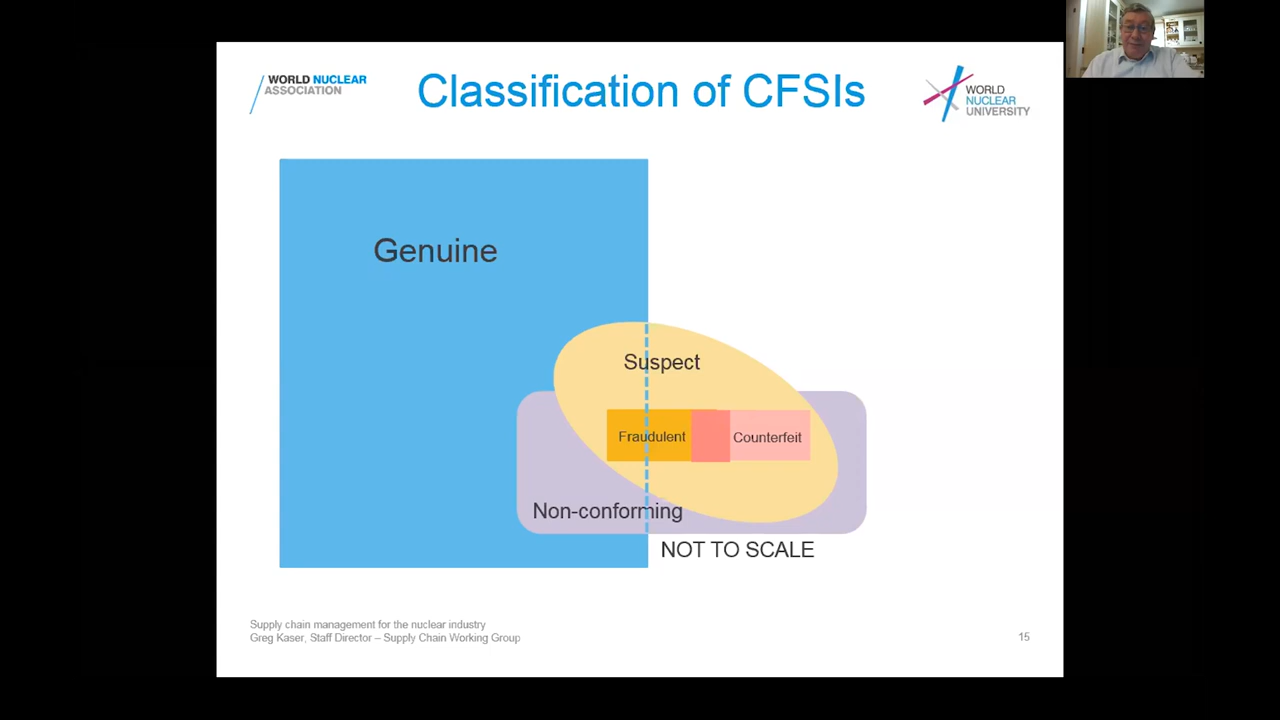 WORLD NUCLEAR
ASSOCIATION
Classification of CFSIs
WORLD
NUCLEAR
UNIVERSITY
Genuine
Suspect
Fraudulent
Counterfeit
Non-conforming
NOT TO SCALE
Supply chain management for the nuclear industry
Greg Kaser, Staff Director – Supply Chain Working Group
15